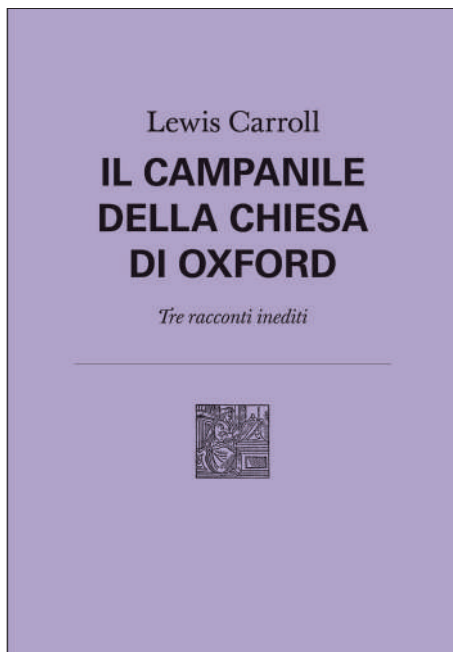 Lewis Carroll
IL CAMPANILE
DELLA CHIESA
DI OXFORD
Tre racconti inediti